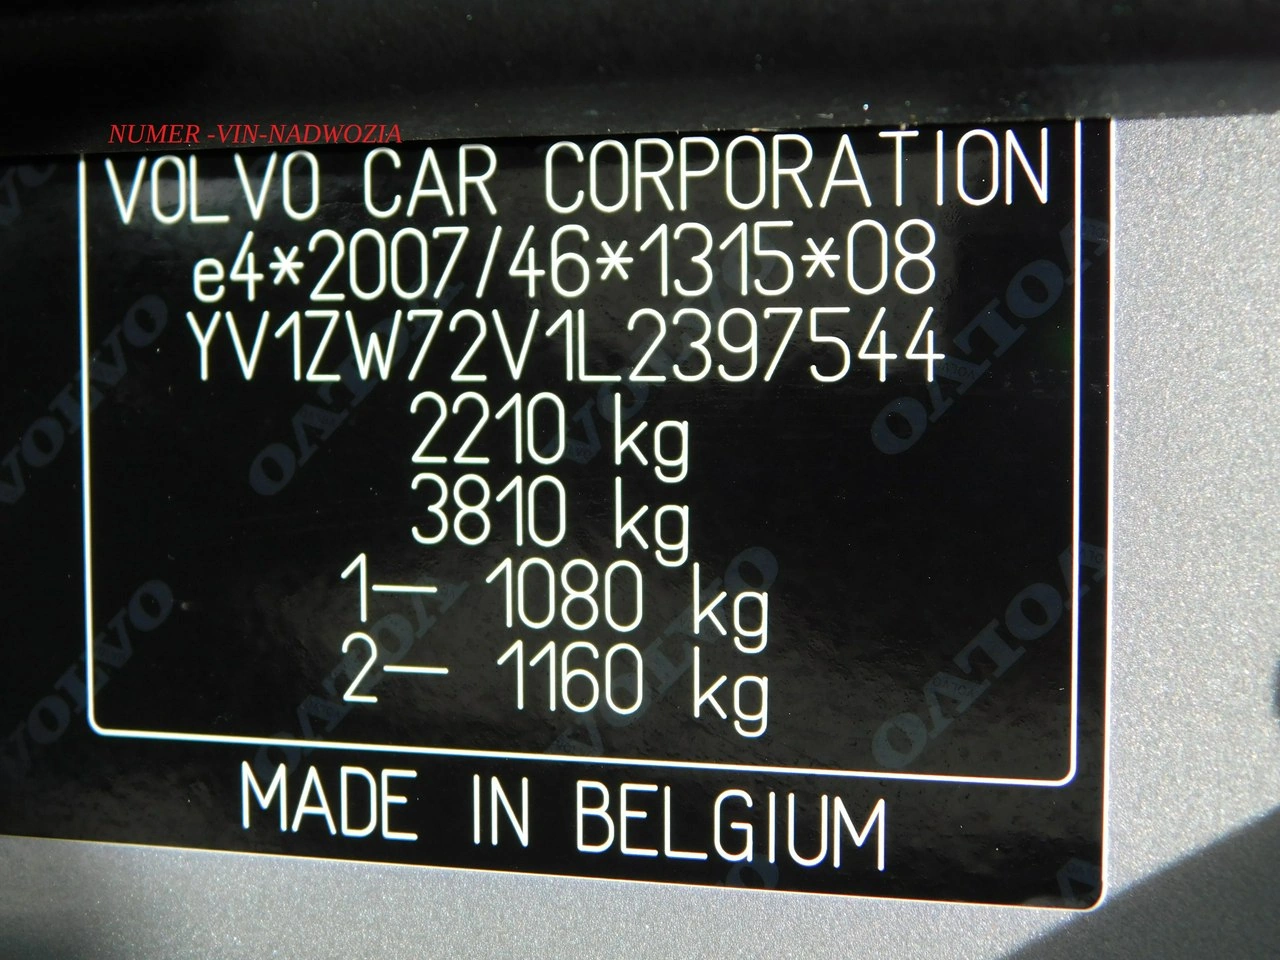 NUMER -VIN-NADWOZIA
VOLVO CAR CORPORATION
e4*2007/46*1315*08
YV1ZW72V1L2397544
2210 kg
3810 kg
1— 1080 kg
2— 1160 kg
MADE IN BELGIUM